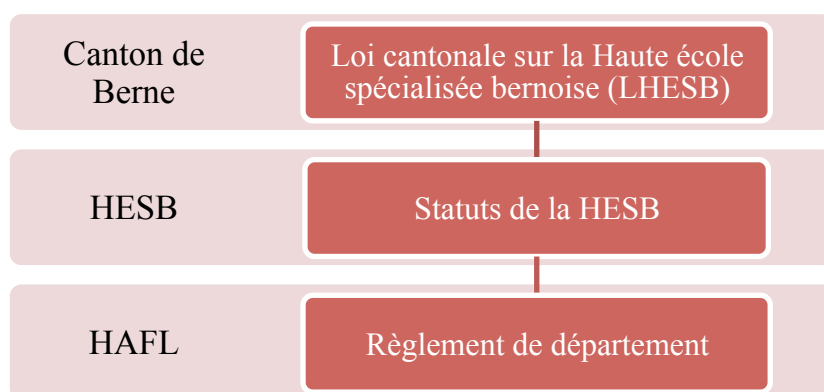 Canton de
Berne
Loi cantonale sur la Haute école
spécialisée bernoise (LHESB)
HESB
Statuts de la HESB
HAFL
Règlement de département